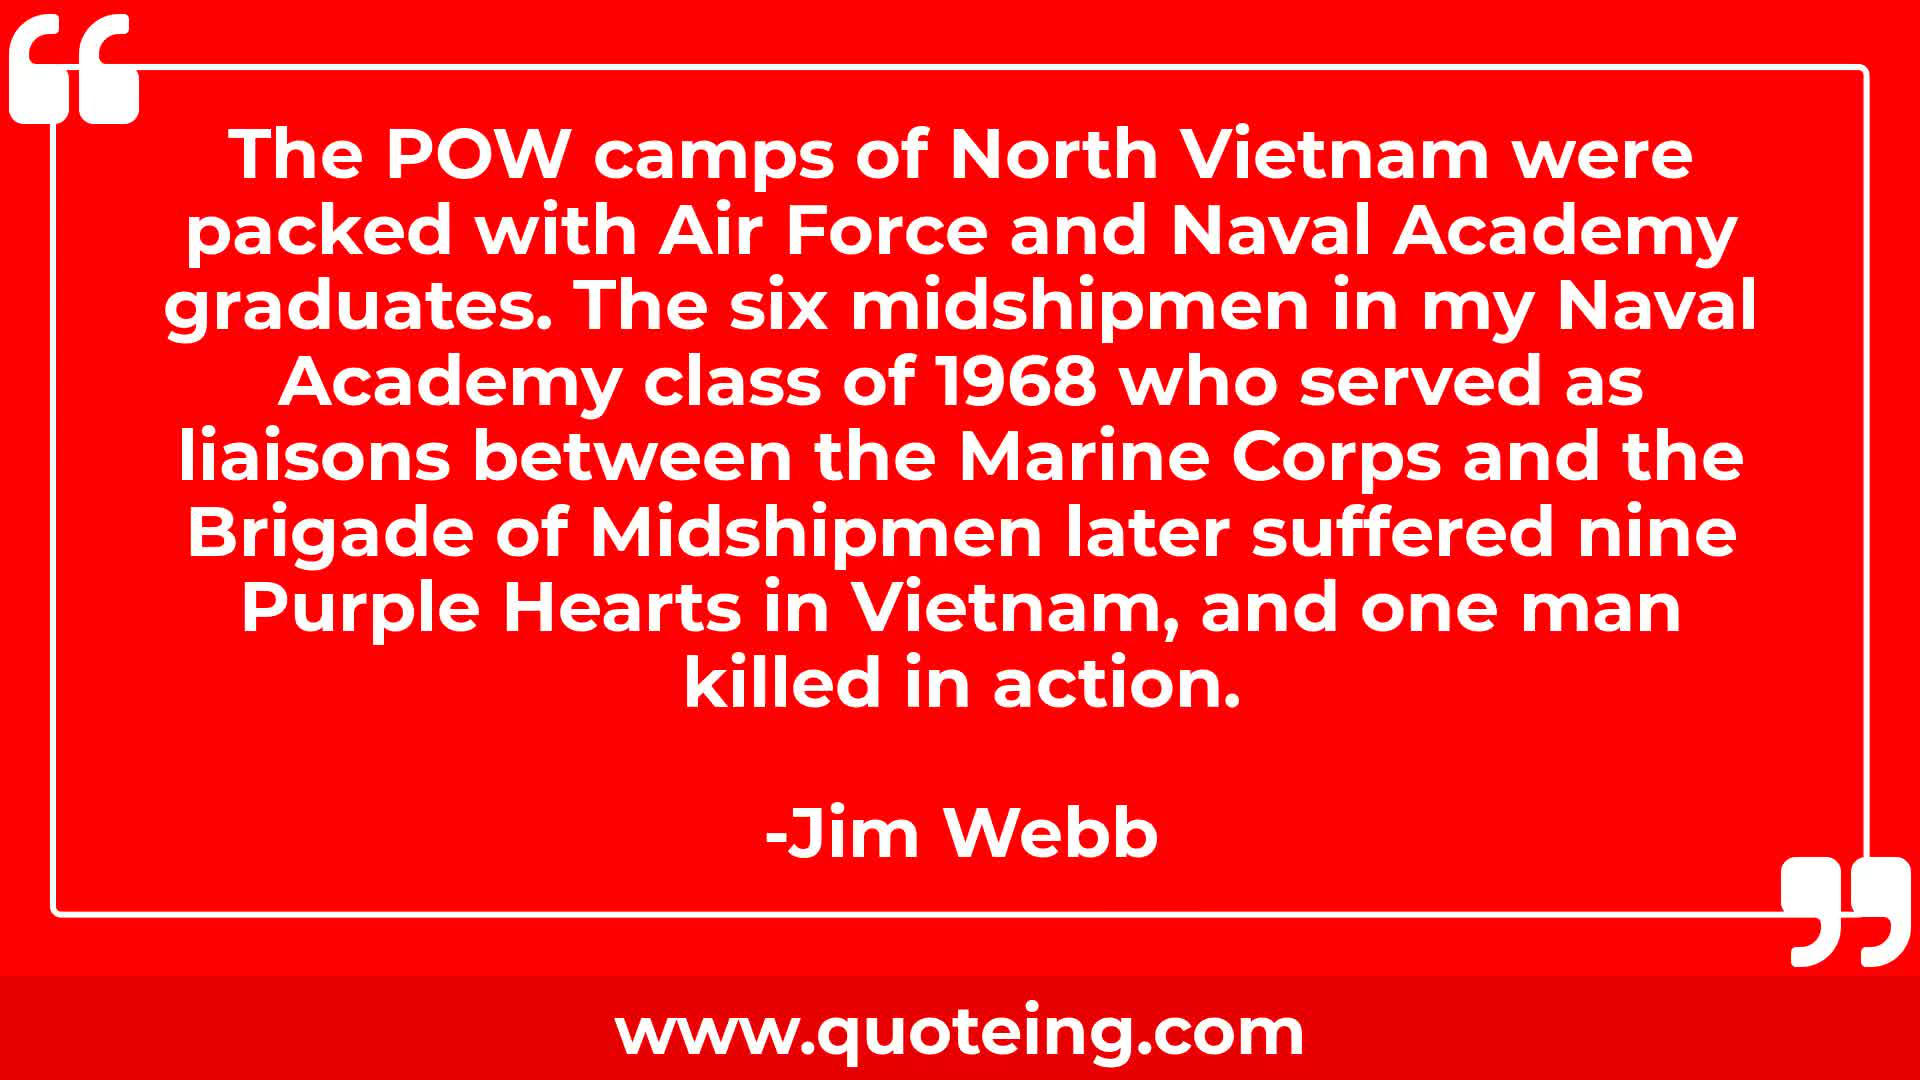 The POW camps of North Vietnam were
packed with Air Force and Naval Academy
graduates. The six midshipmen in my Naval
Academy class of 1968 who served as
liaisons between the Marine Corps and the
Brigade of Midshipmen later suffered nine
Purple Hearts in Vietnam, and one man
killed in action.
-Jim Webb
www.quoteing.com